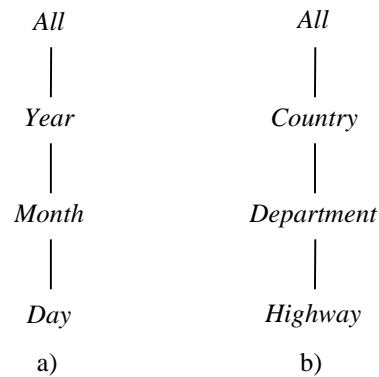 All All
Year Country
Month Department
Day Highway
a) b)